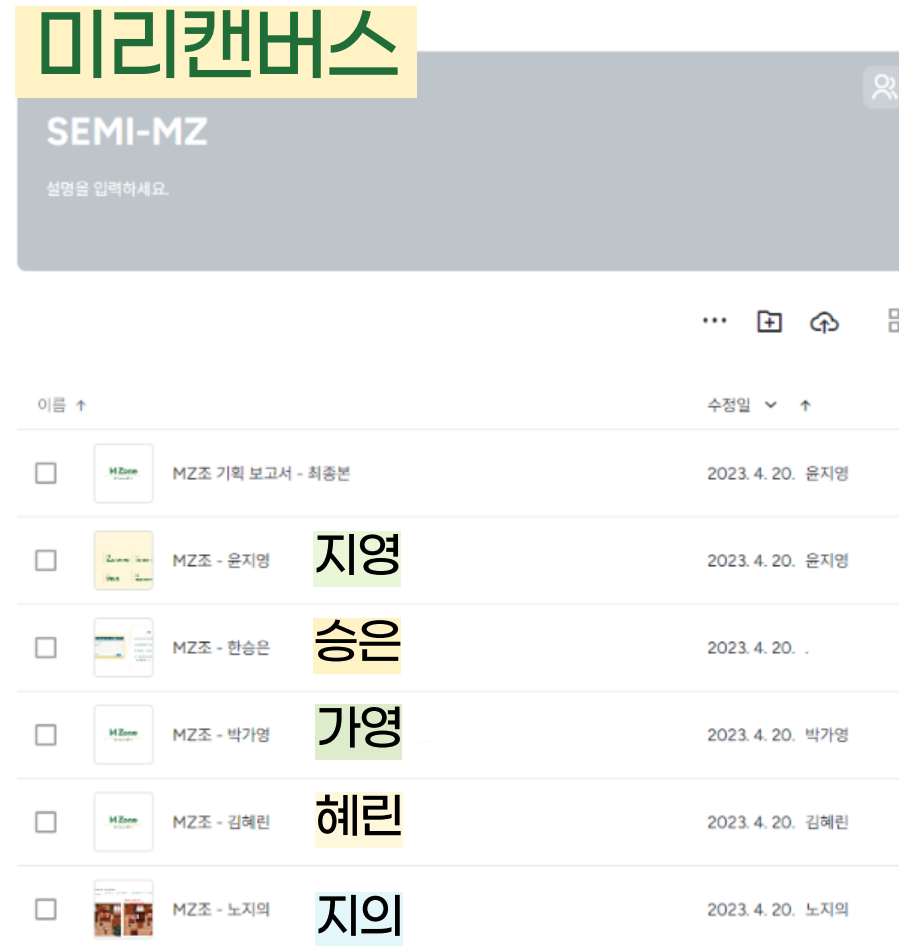 미리캔버스
SEMI-MZ
설명을 입력하세요.
이름 ↑ 수정일 ↑
M Zone MZ조 기획 보고서 - 최종본 2023. 4. 20. 윤지영
MZ조 - 윤지영 지영 2023. 4. 20. 윤지영
MZ조 - 한승은 승은 2023. 4. 20. .
M Zone MZ조 - 박가영 가영 2023. 4. 20. 박가영
M Zone MZ조 - 김혜린 혜린 2023. 4. 20. 김혜린
MZ조 - 노지의 지의 2023. 4. 20. 노지의